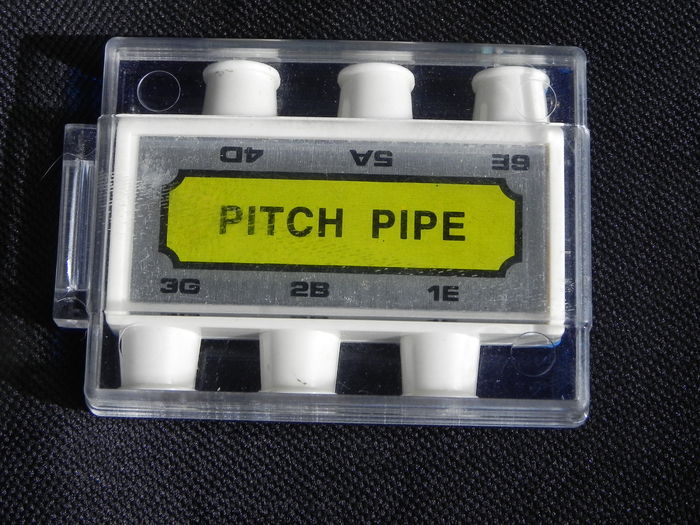 4D 5A 6E
PITCH PIPE
3G 2B 1E